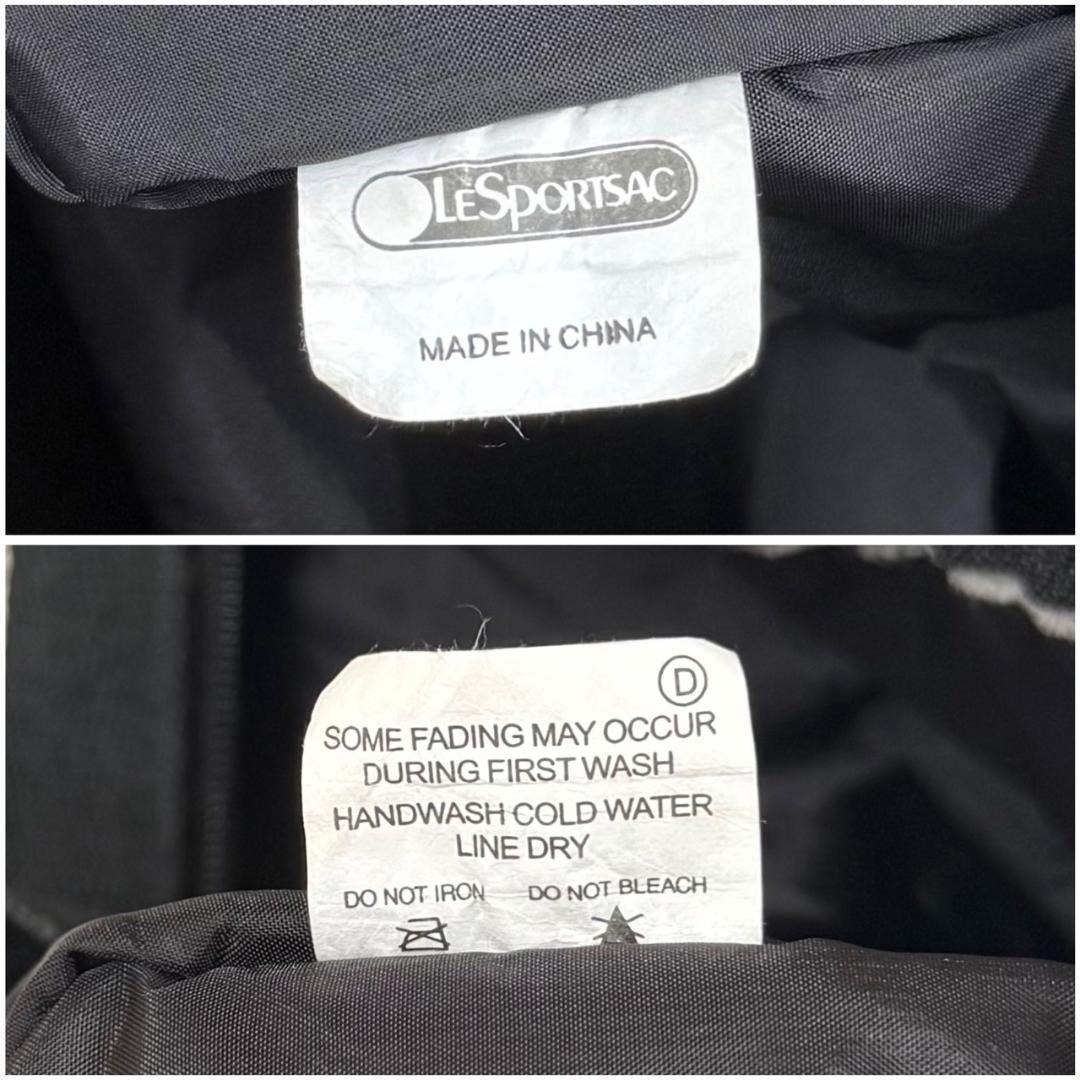 LESPORTSAC
MADE IN CHINA
D
SOME FADING MAY OCCUR
DURING FIRST WASH
HANDWASH COLD WATER
LINE DRY
DO NOT IRON DO NOT BLEACH